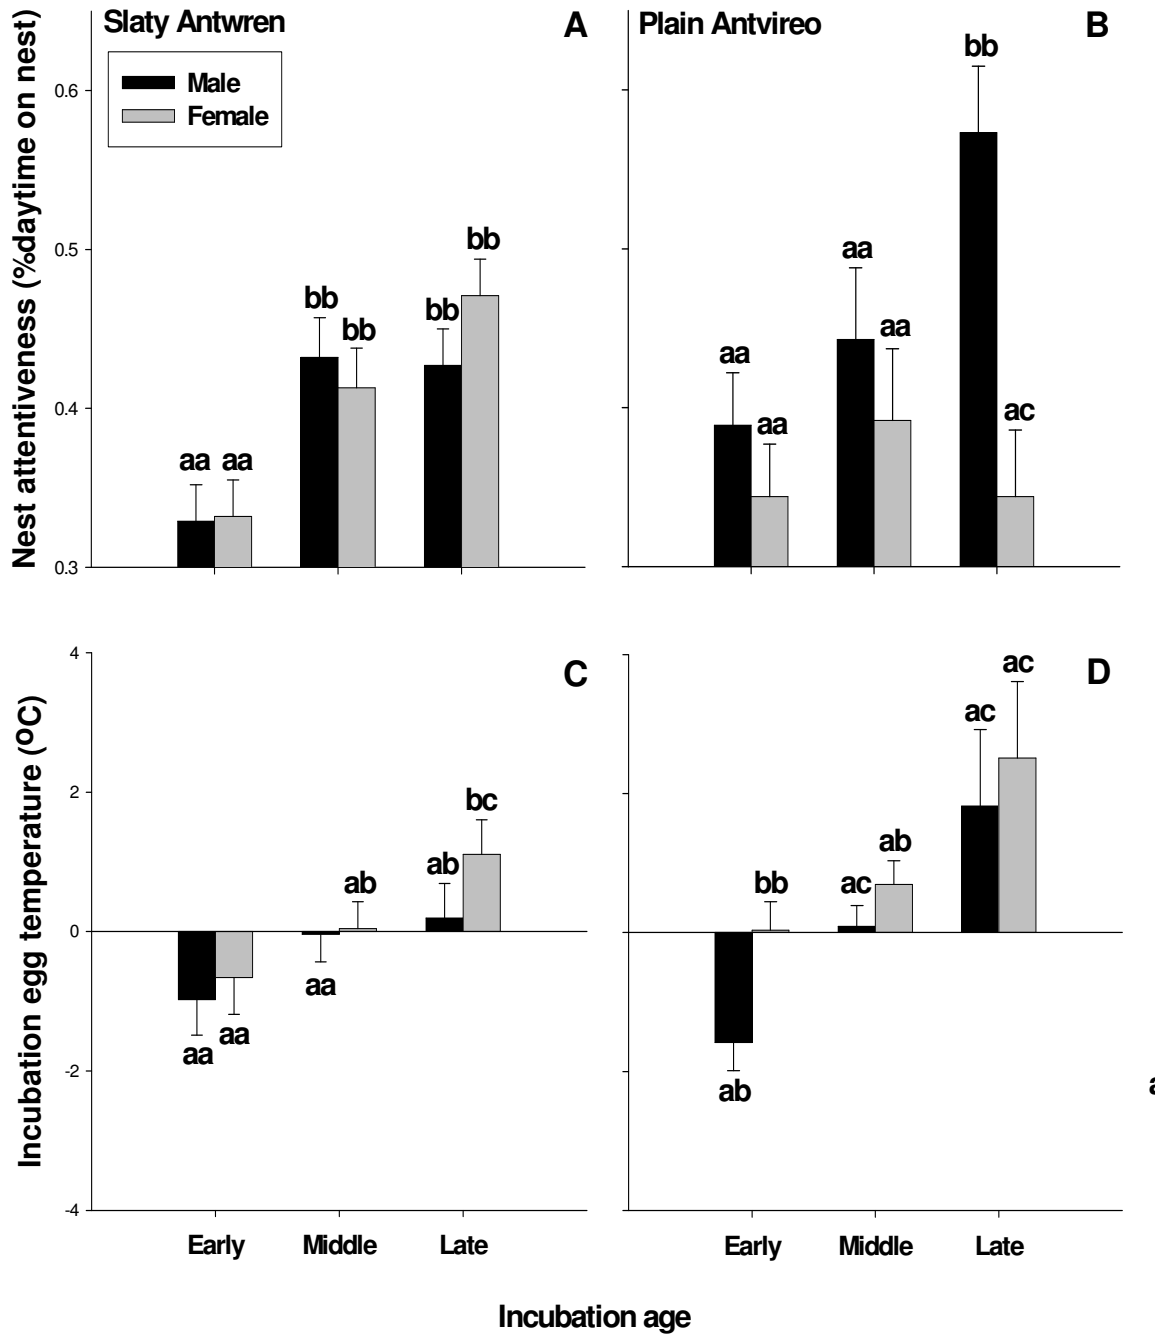 Slaty Antwren
A
Plain Antvireo
B
Male
Female
Nest attentiveness (%daytime on nest)
0.6
0.5
0.4
0.3
aa
aa
bb
bb
bb
bb
aa
aa
aa
aa
bb
ac
C
D
Incubation egg temperature (oC)
4
2
0
-2
-4
aa
aa
aa
ab
ab
bc
ab
bb
ac
ab
ac
ac
a
Early
Middle
Late
Early
Middle
Late
Incubation age